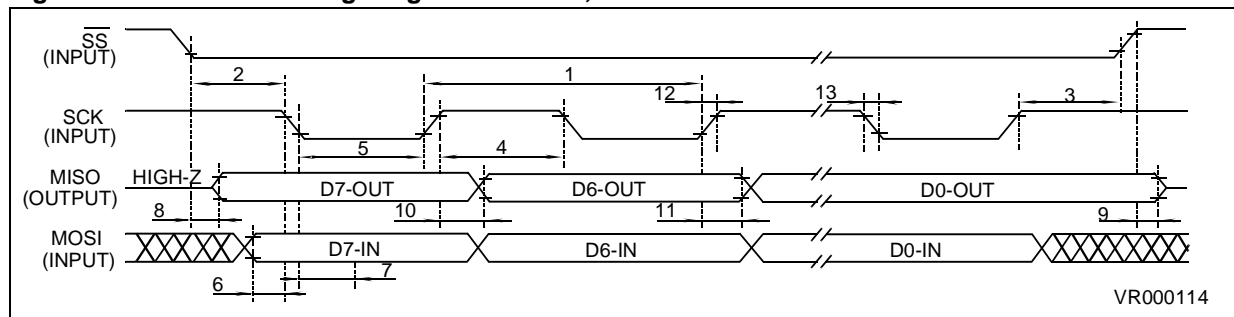 SS
(INPUT)
2
1
12
13
3
SCK
(INPUT)
5
4
MISO
(OUTPUT)
HIGH-Z
D7-OUT
D6-OUT
D0-OUT
8
10
11
9
MOSI
(INPUT)
D7-IN
D6-IN
D0-IN
6
7
VR000114